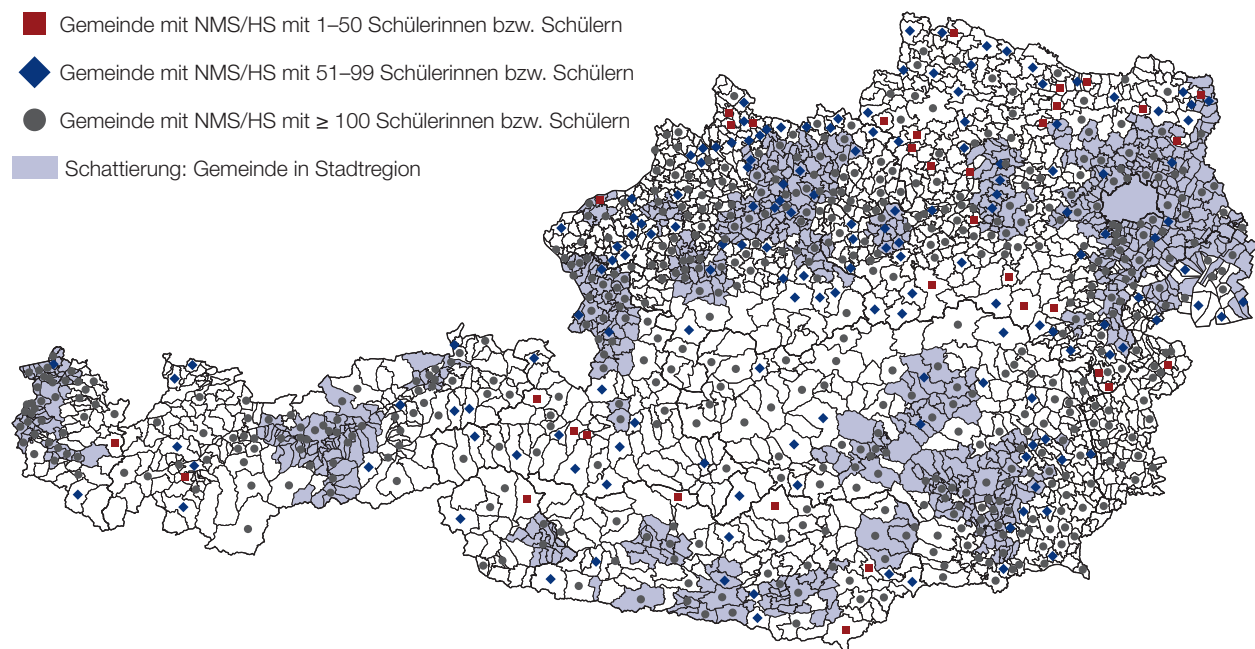 Gemeinde mit NMS/HS mit 1–50 Schülerinnen bzw. Schülern
Gemeinde mit NMS/HS mit 51–99 Schülerinnen bzw. Schülern
Gemeinde mit NMS/HS mit ≥ 100 Schülerinnen bzw. Schülern
Schattierung: Gemeinde in Stadtregion